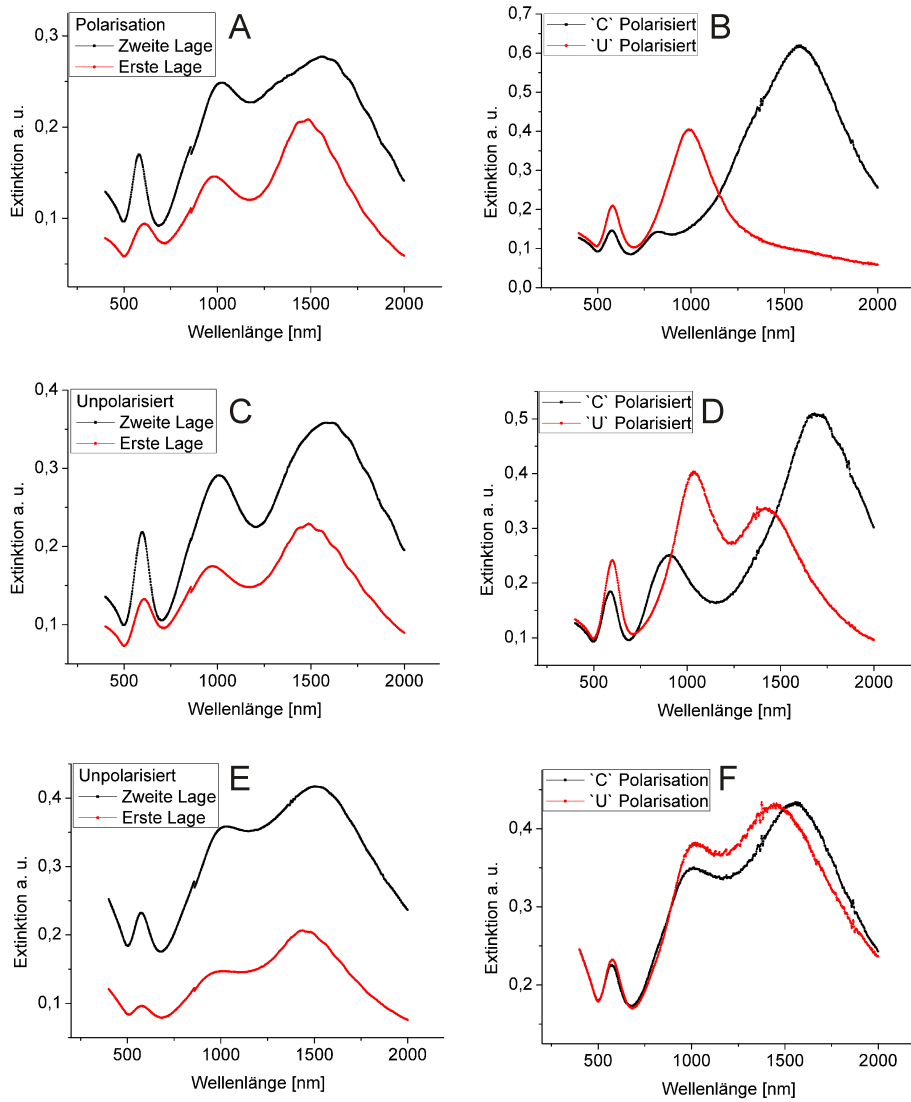 A
Polarisation
Zweite Lage
Erste Lage
0,3
0,2
0,1
Extinktion a. u.
500
1000
1500
2000
Wellenlänge [nm]
B
`C` Polarisiert
`U` Polarisiert
0,7
0,6
0,4
0,3
0,1
0,0
Extinktion a. u.
500
1000
1500
2000
Wellenlänge [nm]
C
Unpolarisiert
Zweite Lage
Erste Lage
0,4
0,3
0,2
0,1
Extinktion a. u.
500
1000
1500
2000
Wellenlänge [nm]
D
`C` Polarisiert
`U` Polarisiert
0,5
0,4
0,3
0,2
0,1
Extinktion a. u.
500
1000
1500
2000
Wellenlänge [nm]
E
Unpolarisiert
Zweite Lage
Erste Lage
0,4
0,3
0,2
0,1
Extinktion a. u.
500
1000
1500
2000
Wellenlänge [nm]
F
`C` Polarisation
`U` Polarisation
0,4
0,3
0,2
Extinktion a. u.
500
1000
1500
2000
Wellenlänge [nm]